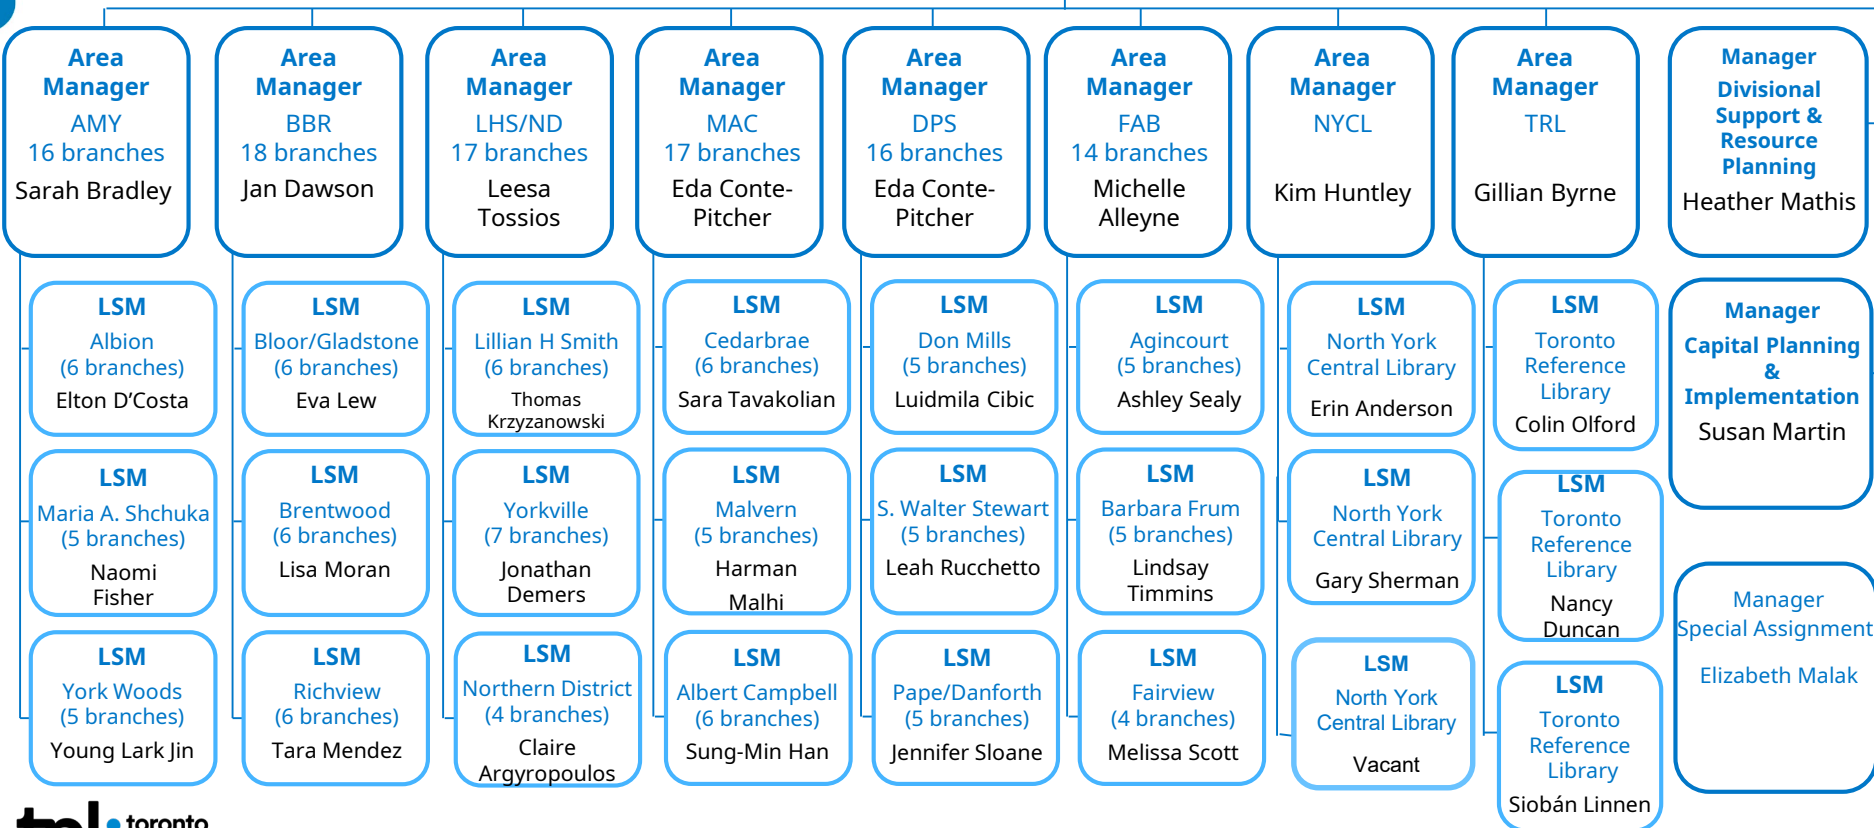 Area
Manager
AMY
16 branches
Sarah Bradley
Area
Manager
BBR
18 branches
Jan Dawson
Area
Manager
LHS/ND
17 branches
Leesa
Tossios
Area
Manager
MAC
17 branches
Eda Conte-
Pitcher
Area
Manager
DPS
16 branches
Eda Conte-
Pitcher
Area
Manager
FAB
14 branches
Michelle
Alleyne
Area
Manager
NYCL
Kim Huntley
Area
Manager
TRL
Gillian Byrne
Manager
Divisional
Support &
Resource
Planning
Heather Mathis
LSM
Albion
(6 branches)
Elton D’Costa
LSM
Bloor/Gladstone
(6 branches)
Eva Lew
LSM
Lillian H Smith
(6 branches)
Thomas
Krzyzanowski
LSM
Cedarbrae
(6 branches)
Sara Tavakolian
LSM
Don Mills
(5 branches)
Luidmila Cibic
LSM
Agincourt
(5 branches)
Ashley Sealy
LSM
North York
Central Library
Erin Anderson
LSM
Toronto
Reference
Library
Colin Olford
Manager
Capital Planning
&
Implementation
Susan Martin
LSM
Maria A. Shchuka
(5 branches)
Naomi
Fisher
LSM
Brentwood
(6 branches)
Lisa Moran
LSM
Yorkville
(7 branches)
Jonathan
Demers
LSM
Malvern
(5 branches)
Harman
Malhi
LSM
S. Walter Stewart
(5 branches)
Leah Rucchetto
LSM
Barbara Frum
(5 branches)
Lindsay
Timmins
LSM
North York
Central Library
Gary Sherman
LSM
Toronto
Reference
Library
Nancy
Duncan
Manager
Special Assignment
Elizabeth Malak
LSM
York Woods
(5 branches)
Young Lark Jin
LSM
Richview
(6 branches)
Tara Mendez
LSM
Northern District
(4 branches)
Claire
Argyropoulos
LSM
Albert Campbell
(6 branches)
Sung-Min Han
LSM
Pape/Danforth
(5 branches)
Jennifer Sloane
LSM
Fairview
(4 branches)
Melissa Scott
LSM
North York
Central Library
Vacant
LSM
Toronto
Reference
Library
Siobán Linnen
tpl toronto